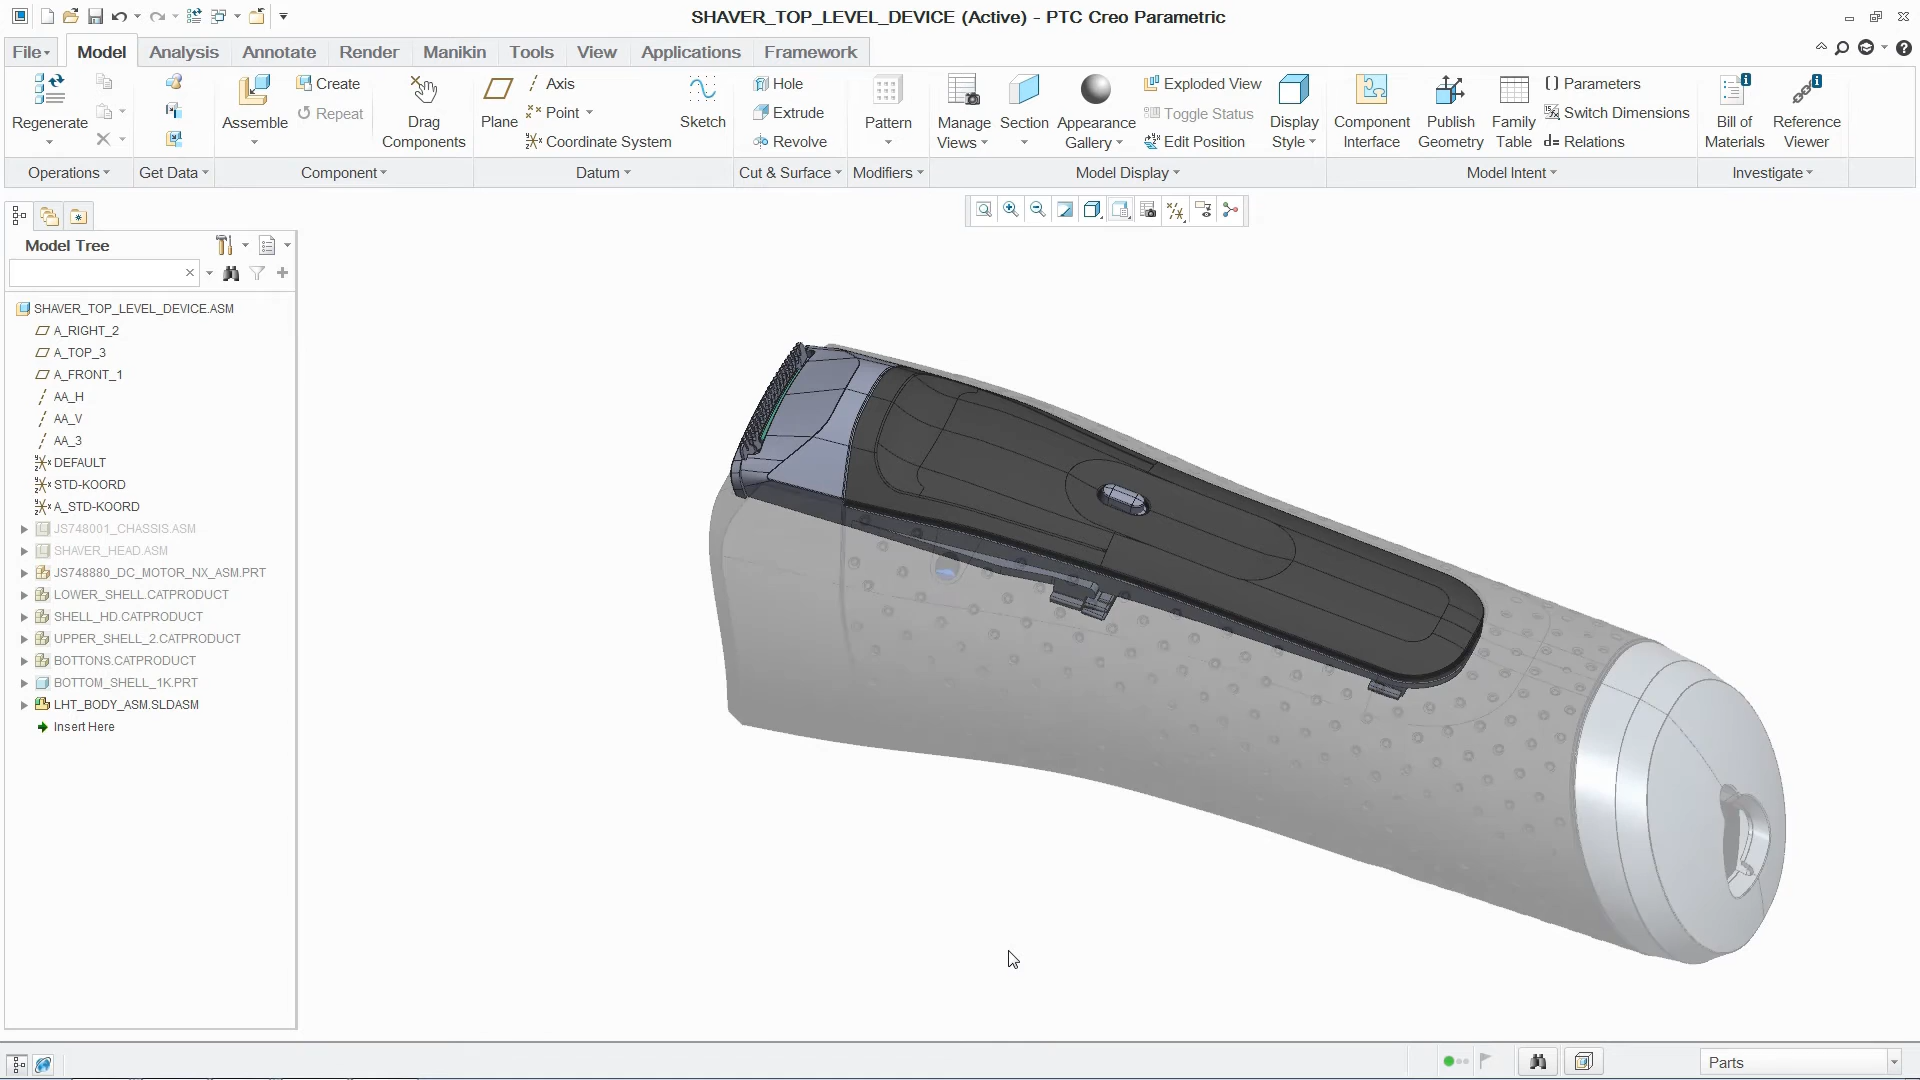 SHAVER_TOP_LEVEL_DEVICE (Active) - PTC Creo Parametric
File Model Analysis Annotate Render Manikin Tools View Applications Framework
Regenerate
Operations
Get Data
Assemble
Create
Repeat
Drag
Components
Component
Plane
Axis
Point
Coordinate System
Sketch
Datum
Hole
Extrude
Revolve
Cut & Surface
Pattern
Modifiers
Manage
Views
Section
Appearance
Gallery
Exploded View
Toggle Status
Edit Position
Display
Style
Model Display
Component
Interface
Publish
Geometry
Family
Table
Parameters
Switch Dimensions
d= Relations
Model Intent
Bill of
Materials
Reference
Viewer
Investigate
Model Tree
SHAVER_TOP_LEVEL_DEVICE.ASM
A_RIGHT_2
A_TOP_3
A_FRONT_1
AA_H
AA_V
AA_3
DEFAULT
STD-KOORD
A_STD-KOORD
JS748001_CHASSIS.ASM
SHAVER_HEAD.ASM
JS748880_DC_MOTOR_NX_ASM.PRT
LOWER_SHELL.CATPRODUCT
SHELL_HD.CATPRODUCT
UPPER_SHELL_2.CATPRODUCT
BOTTONS.CATPRODUCT
BOTTOM_SHELL_1K.PRT
LHT_BODY_ASM.SLDASM
Insert Here
Parts